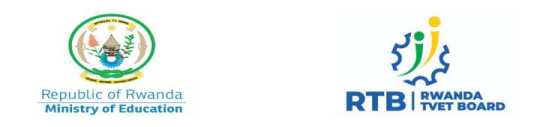 Republic of Rwanda
Ministry of Education
RTB
RWANDA
TVET BOARD